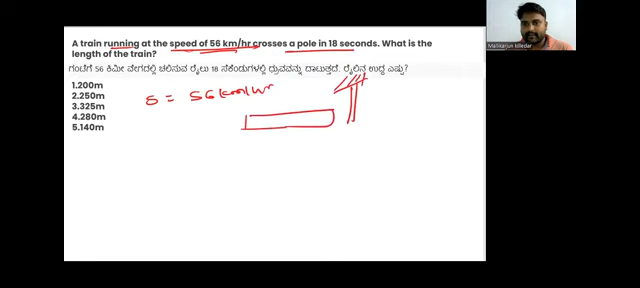 A train running at the speed of 56 km/hr crosses a pole in 18 seconds. What is the
length of the train?
ಗಂಟೆಗೆ 56 ಕಿಮೀ ವೇಗದಲ್ಲಿ ಚಲಿಸುವ ರೈಲು 18 ಸೆಕೆಂಡುಗಳಲ್ಲಿ ಧ್ರುವವನ್ನು ದಾಟುತ್ತದೆ. ರೈಲಿನ ಉದ್ದ ಎಷ್ಟು?
1.200m
2.250m
3.325m
4.280m
5.140m
S = 56 km/hr
Mallikarjun killedar